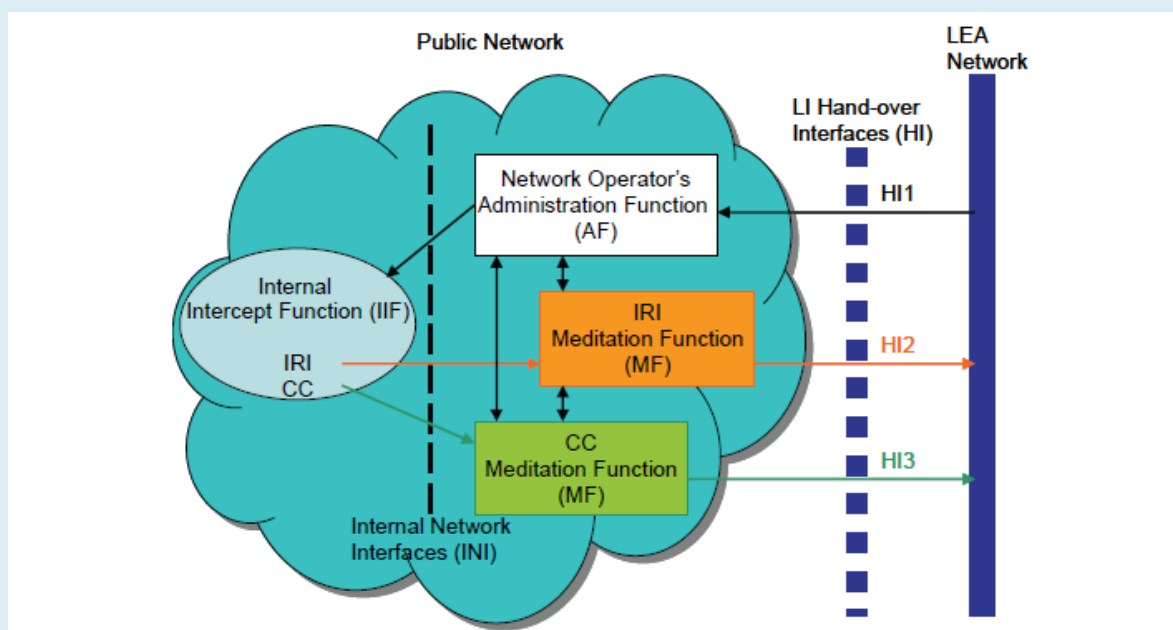 Public Network
LEA
Network
LI Hand-over
Interfaces (HI)
Network Operator's
Administration Function
(AF)
HI1
Internal
Intercept Function (IIF)
IRI
CC
IRI
Meditation Function
(MF)
HI2
CC
Meditation Function
(MF)
HI3
Internal Network
Interfaces (INI)